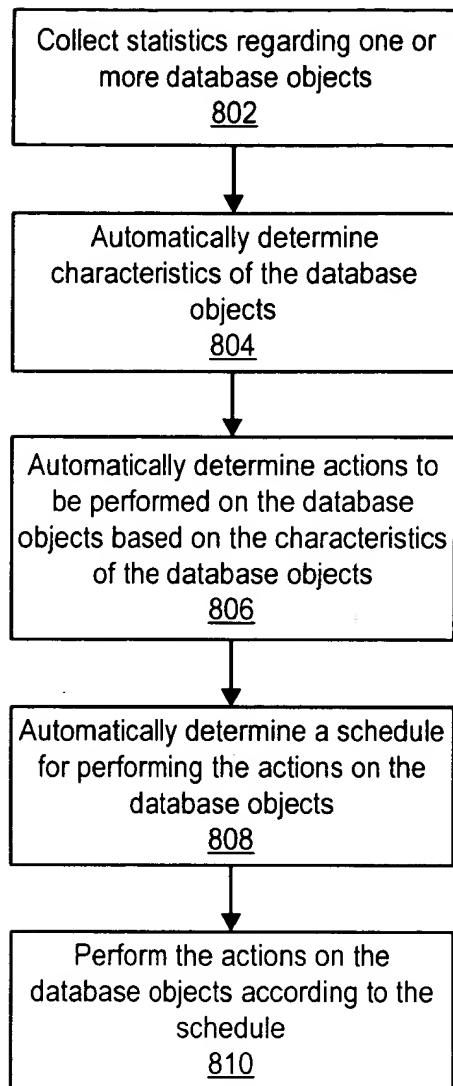 Collect statistics regarding one or
more database objects
802
Automatically determine
characteristics of the database
objects
804
Automatically determine actions to
be performed on the database
objects based on the characteristics
of the database objects
806
Automatically determine a schedule
for performing the actions on the
database objects
808
Perform the actions on the
database objects according to the
schedule
810